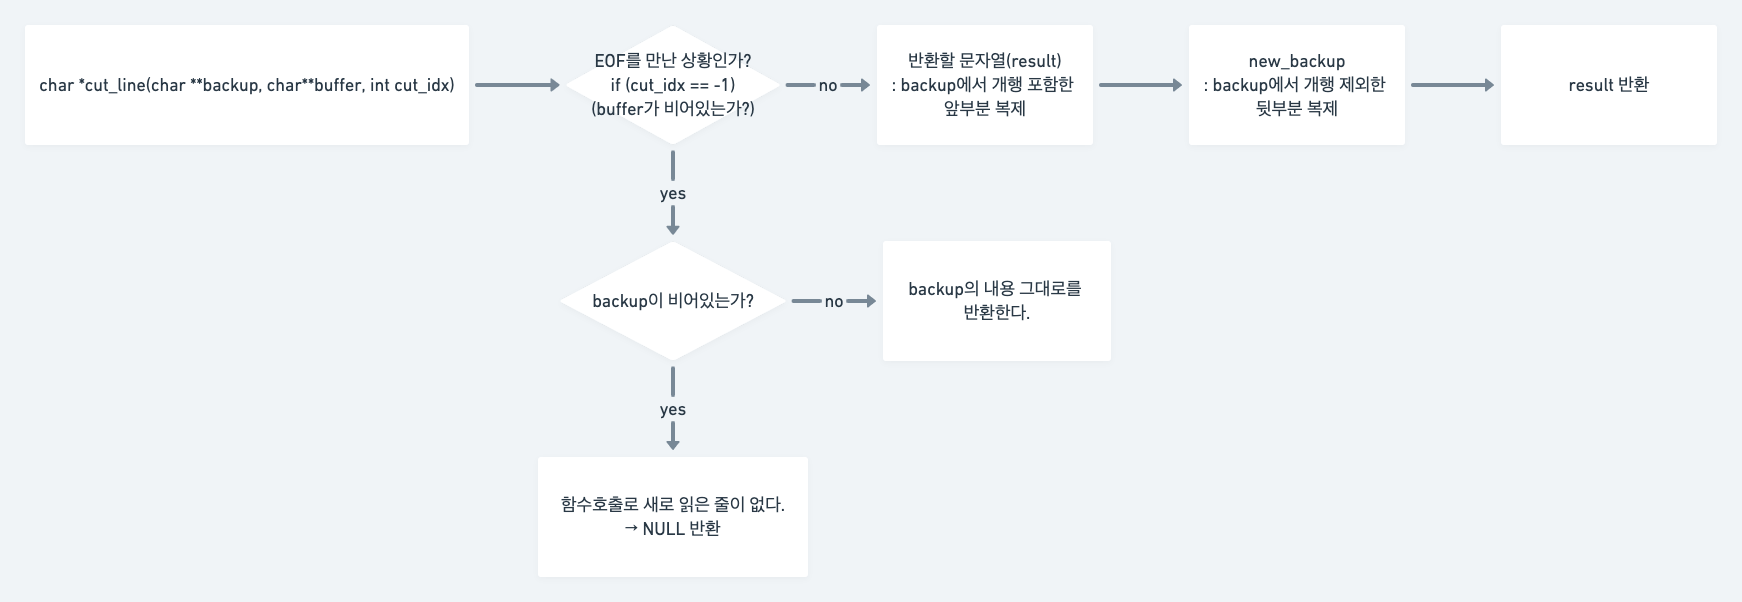 char *cut_line(char **backup, char**buffer, int cut_idx)
EOF를 만난 상황인가?
if (cut_idx == -1)
(buffer가 비어있는가?)
no
반환할 문자열(result)
: backup에서 개행 포함한
앞부분 복제
new_backup
: backup에서 개행 제외한
뒷부분 복제
result 반환
yes
backup이 비어있는가?
no
backup의 내용 그대로를
반환한다.
yes
함수호출로 새로 읽은 줄이 없다.
→ NULL 반환